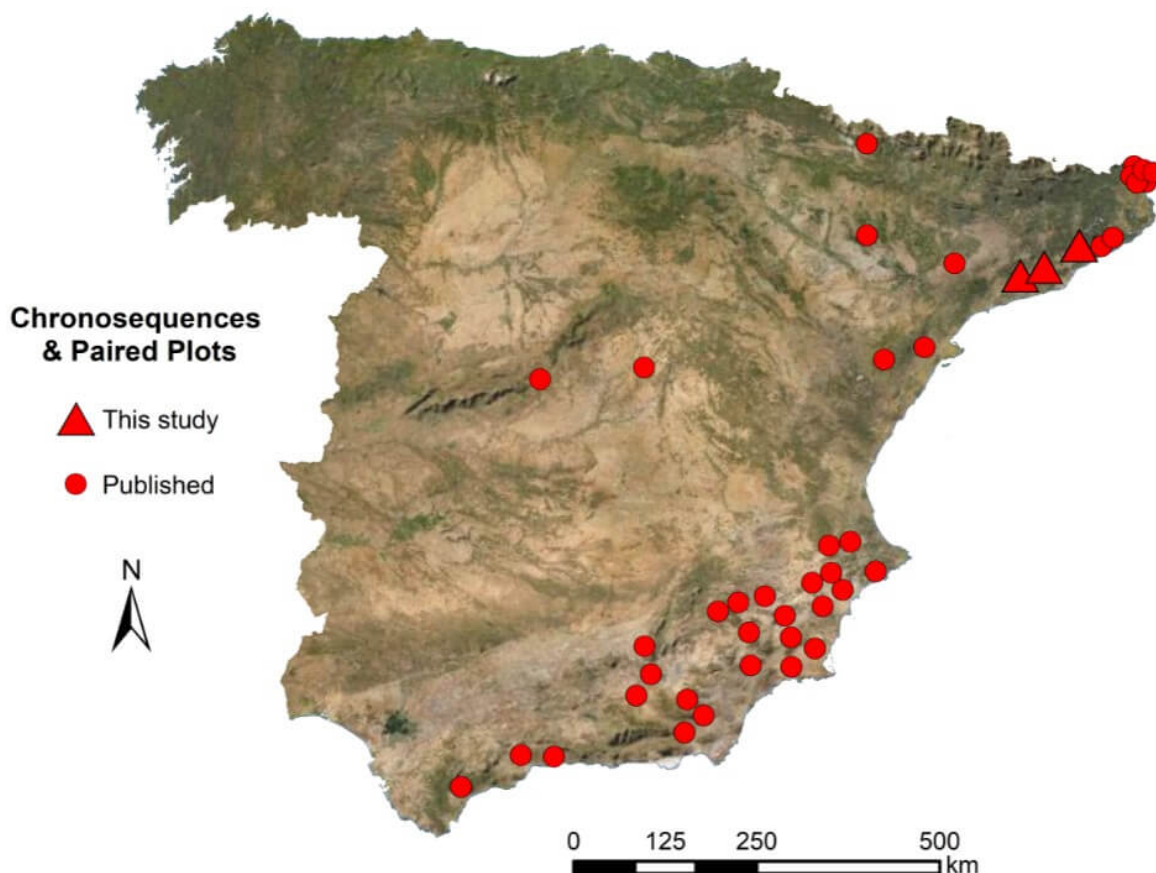 Chronosequences
& Paired Plots
This study
Published
N
0 125 250 500
km